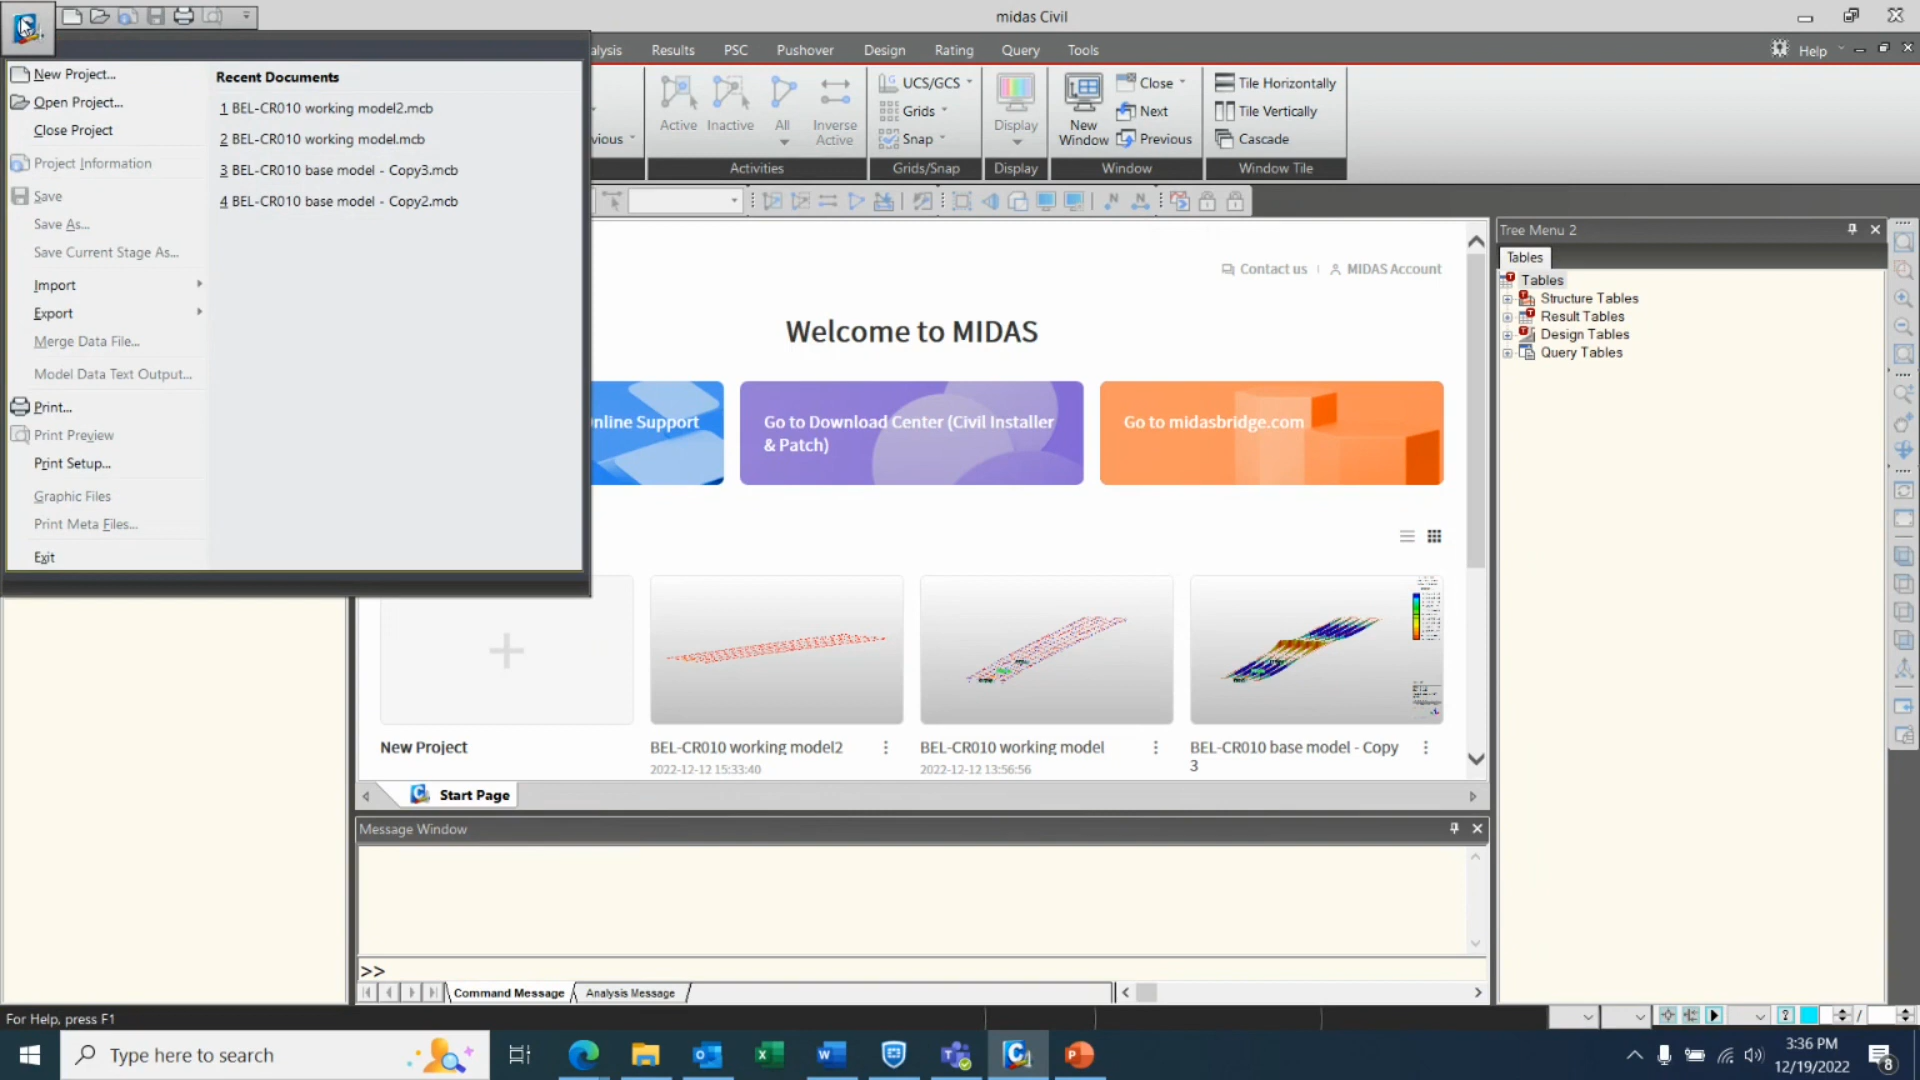 midas Civil
alysis Results PSC Pushover Design Rating Query Tools Help
New Project...
Open Project...
Close Project
Project Information
Save
Save As...
Save Current Stage As...
Import
Export
Merge Data File...
Model Data Text Output...
Print...
Print Preview
Print Setup...
Graphic Files
Print Meta Files...
Exit
Recent Documents
1 BEL-CR010 working model2.mcb
2 BEL-CR010 working model.mcb
3 BEL-CR010 base model - Copy3.mcb
4 BEL-CR010 base model - Copy2.mcb
vious
Active Inactive All Inverse Active
Activities
UCS/GCS
Grids
Snap
Grids/Snap
Display
Display
New Window
Close
Next
Previous
Window
Tile Horizontally
Tile Vertically
Cascade
Window Tile
Contact us MIDAS Account
Welcome to MIDAS
nline Support
Go to Download Center (Civil Installer
& Patch)
Go to midasbridge.com
New Project
BEL-CR010 working model2
2022-12-12 15:33:40
BEL-CR010 working model
2022-12-12 13:56:56
BEL-CR010 base model - Copy
3
Start Page
Message Window
>>
Command Message Analysis Message
Tree Menu 2
Tables
Tables
Structure Tables
Result Tables
Design Tables
Query Tables
For Help, press F1
/
Type here to search
3:36 PM
12/19/2022
8